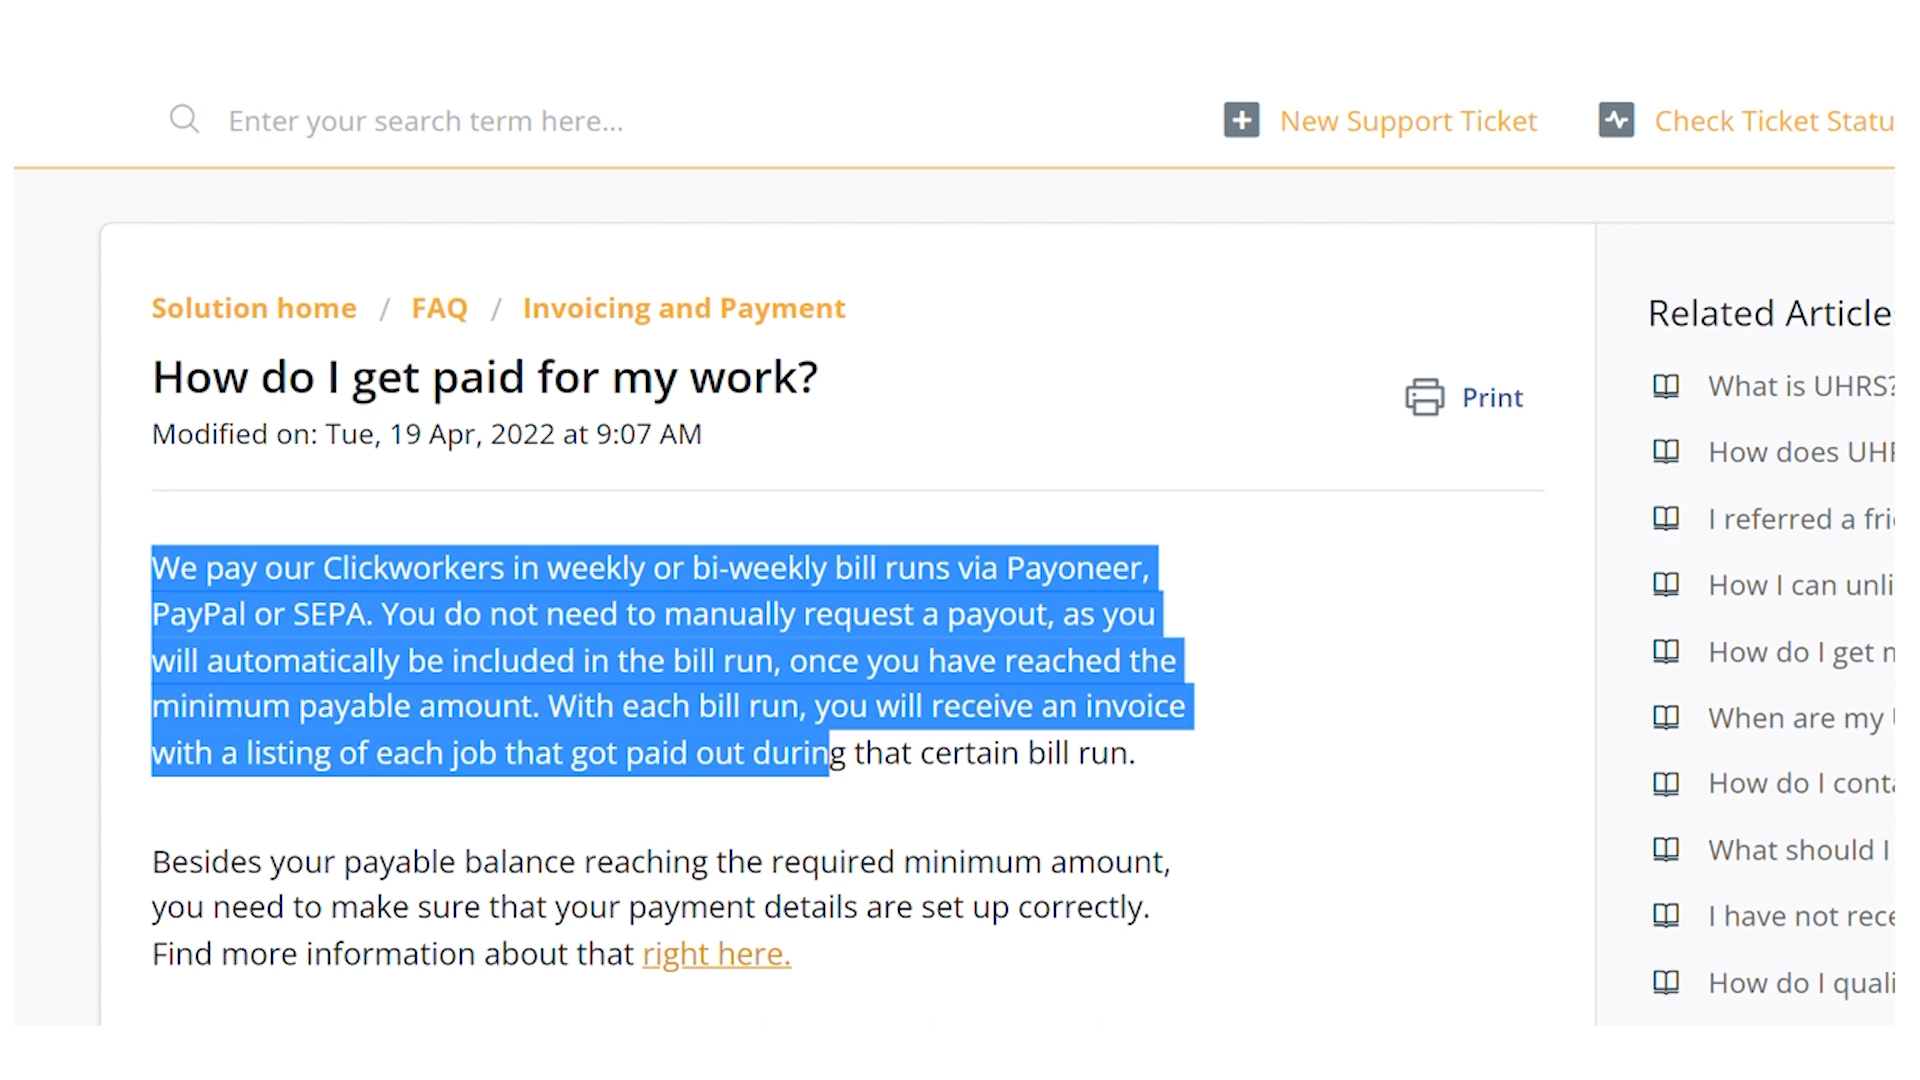 Enter your search term here...
New Support Ticket
Check Ticket Statu
Solution home / FAQ / Invoicing and Payment
How do I get paid for my work?
Modified on: Tue, 19 Apr, 2022 at 9:07 AM
Print
We pay our Clickworkers in weekly or bi-weekly bill runs via Payoneer,
PayPal or SEPA. You do not need to manually request a payout, as you
will automatically be included in the bill run, once you have reached the
minimum payable amount. With each bill run, you will receive an invoice
with a listing of each job that got paid out during that certain bill run.
Besides your payable balance reaching the required minimum amount,
you need to make sure that your payment details are set up correctly.
Find more information about that right here.
Related Article
What is UHRS?
How does UH
I referred a fri
How I can unli
How do I get
When are my
How do I cont
What should I
I have not rece
How do I quali